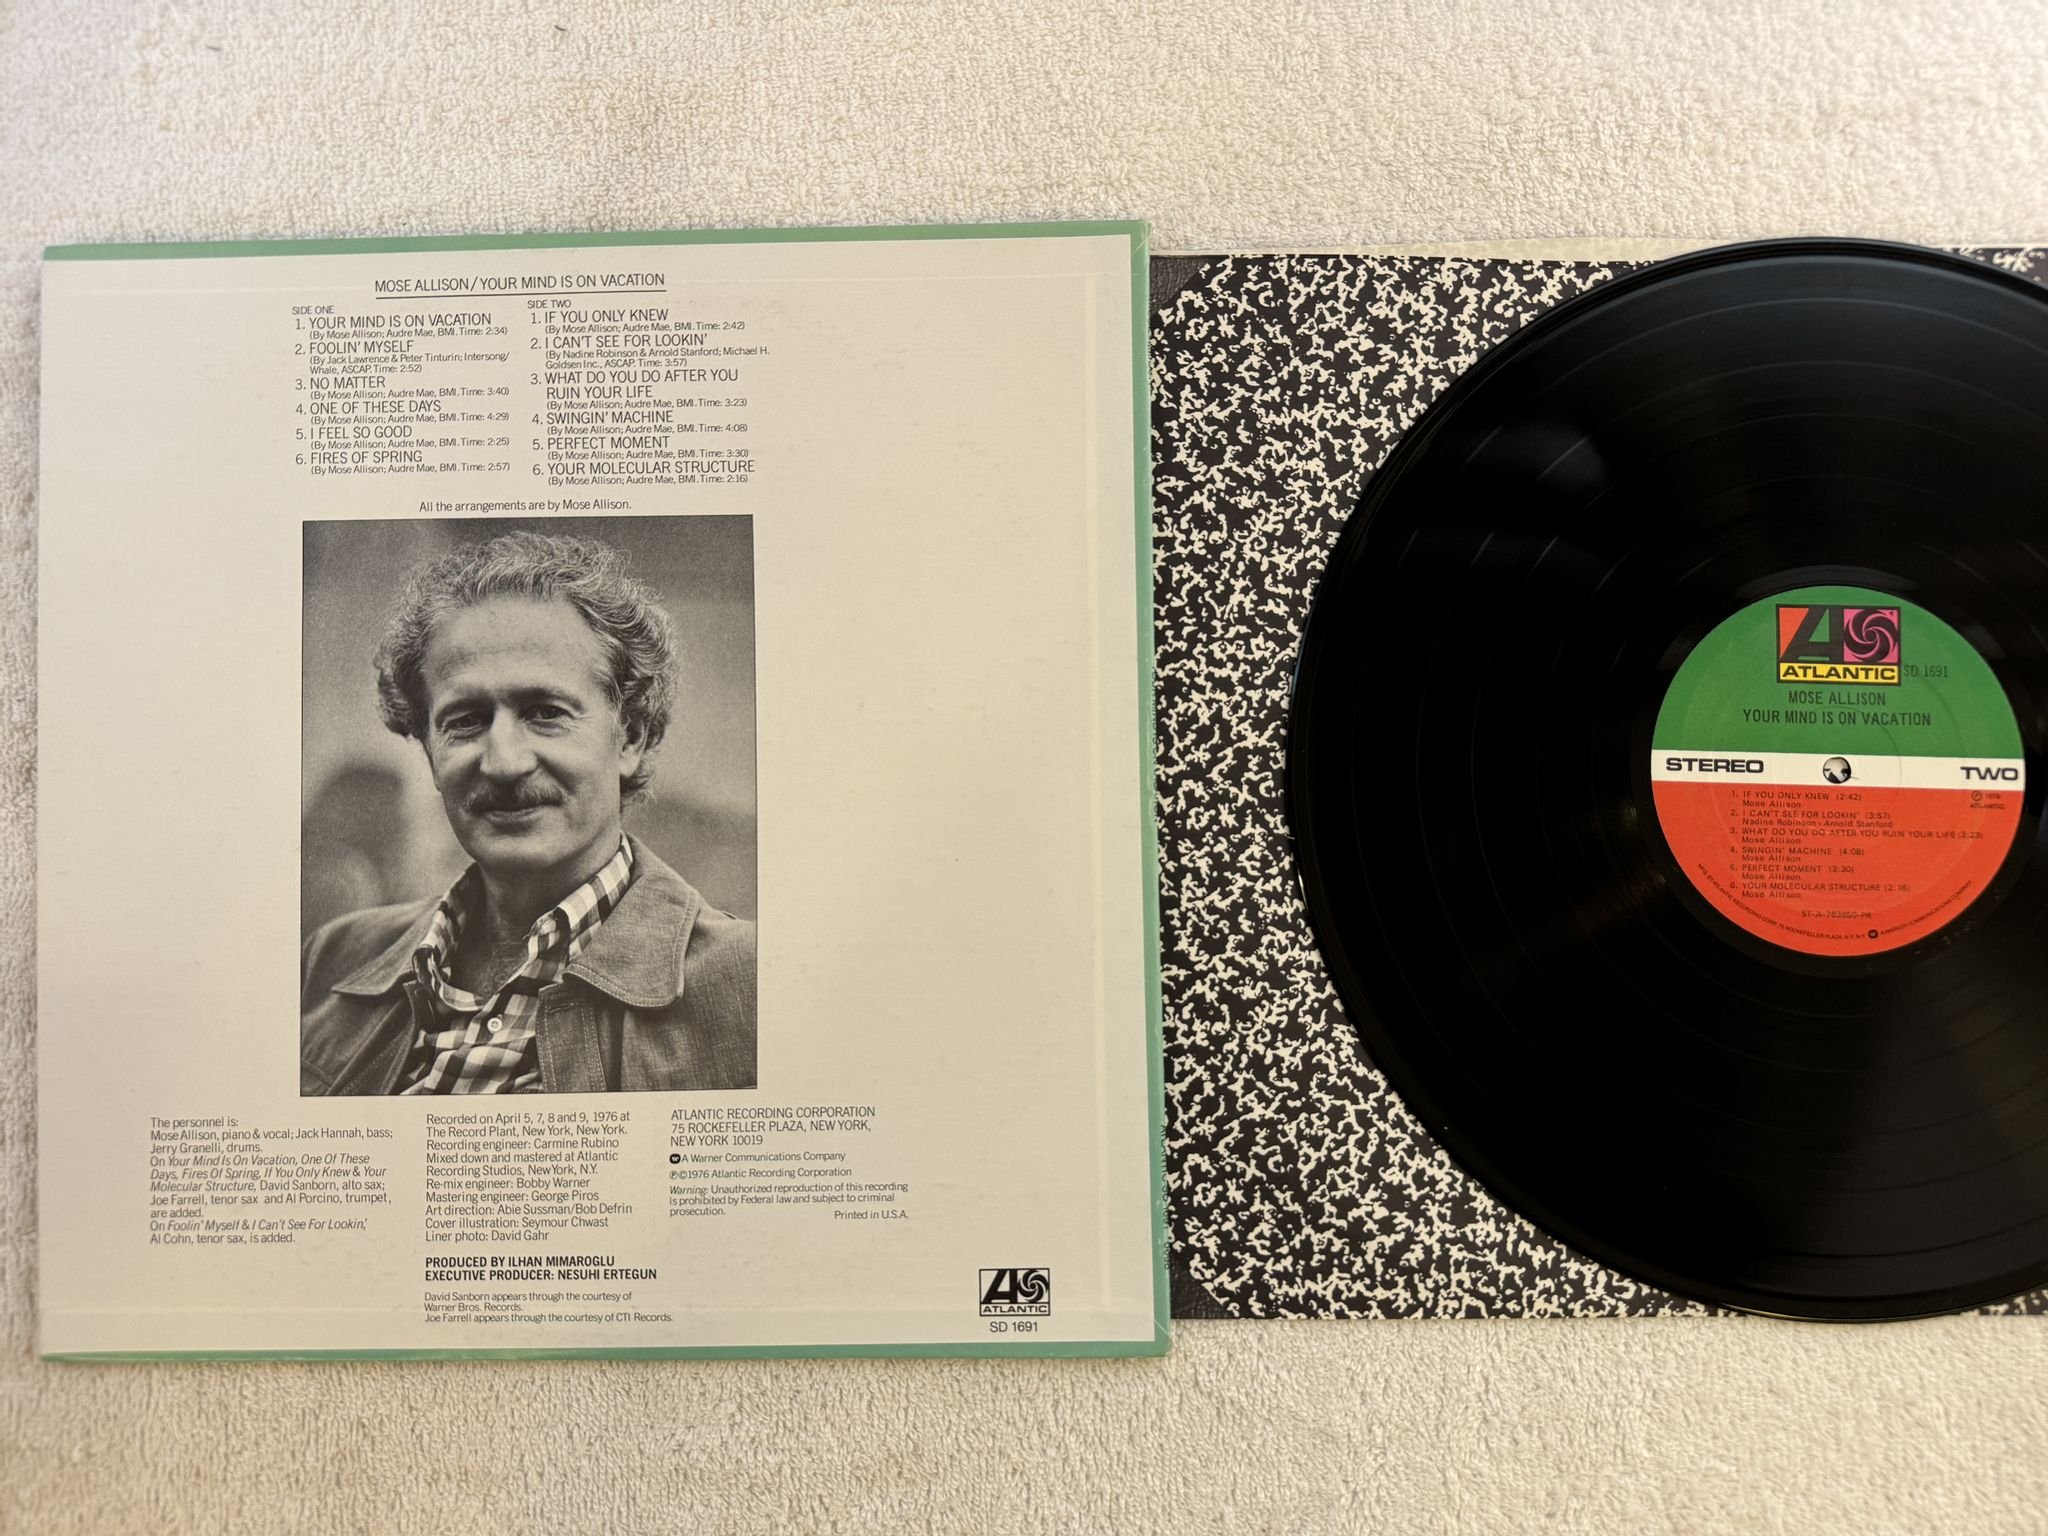 MOSE ALLISON/YOUR MIND IS ON VACATION
SIDE ONE
1. YOUR MIND IS ON VACATION
(By Mose Allison; Audre Mae, BMI. Time: 2:34)
2. FOOLIN' MYSELF
(By Jack Lawrence & Peter Tinturin; Intersong/
Whale, ASCAP. Time: 2:52)
3. NO MATTER
(By Mose Allison; Audre Mae, BMI. Time: 3:40)
4. ONE OF THESE DAYS
(By Mose Allison; Audre Mae, BMI. Time: 4:29)
5. I FEEL SO GOOD
(By Mose Allison; Audre Mae, BMI. Time: 2:25)
6. FIRES OF SPRING
(By Mose Allison; Audre Mae, BMI. Time: 2:57)
SIDE TWO
1. IF YOU ONLY KNEW
(By Mose Allison; Audre Mae, BMI. Time: 2:42)
2. I CAN'T SEE FOR LOOKIN'
(By Nadine Robinson & Arnold Stanford; Michael H.
Goldsen Inc., ASCAP. Time: 3:57)
3. WHAT DO YOU DO AFTER YOU
RUIN YOUR LIFE
(By Mose Allison; Audre Mae, BMI. Time: 3:23)
4. SWINGIN' MACHINE
(By Mose Allison; Audre Mae, BMI. Time: 4:08)
5. PERFECT MOMENT
(By Mose Allison; Audre Mae, BMI. Time: 3:30)
6. YOUR MOLECULAR STRUCTURE
(By Mose Allison; Audre Mae, BMI. Time: 2:16)
All the arrangements are by Mose Allison.
The personnel is:
Mose Allison, piano & vocal; Jack Hannah, bass;
Jerry Granelli, drums.
On Your Mind Is On Vacation, One Of These
Days, Fires Of Spring, If You Only Knew & Your
Molecular Structure, David Sanborn, alto sax;
Joe Farrell, tenor sax and Al Porcino, trumpet,
are added.
On Foolin' Myself & I Can't See For Lookin',
Al Cohn, tenor sax, is added.
Recorded on April 5, 7, 8 and 9, 1976 at
The Record Plant, New York, New York.
Recording engineer: Carmine Rubino
Mixed down and mastered at Atlantic
Recording Studios, New York, N.Y.
Re-mix engineer: Bobby Warner
Mastering engineer: George Piros
Art direction: Abie Sussman/Bob Defrin
Cover illustration: Seymour Chwast
Liner photo: David Gahr
PRODUCED BY ILHAN MIMAROGLU
EXECUTIVE PRODUCER: NESUHI ERTEGUN
David Sanborn appears through the courtesy of
Warner Bros. Records.
Joe Farrell appears through the courtesy of CTI Records.
ATLANTIC RECORDING CORPORATION
75 ROCKEFELLER PLAZA, NEW YORK,
NEW YORK 10019
A Warner Communications Company
℗©1976 Atlantic Recording Corporation
Warning: Unauthorized reproduction of this recording
is prohibited by Federal law and subject to criminal
prosecution.
Printed in U.S.A.
ATLANTIC
SD 1691
ATLANTIC
SD 1691
MOSE ALLISON
YOUR MIND IS ON VACATION
STEREO
TWO
℗ 1976
ATLANTIC
1. IF YOU ONLY KNEW (2:42)
Mose Allison
2. I CAN'T SEE FOR LOOKIN' (3:57)
Nadine Robinson - Arnold Stanford
3. WHAT DO YOU DO AFTER YOU RUIN YOUR LIFE (3:23)
Mose Allison
4. SWINGIN' MACHINE (4:08)
Mose Allison
5. PERFECT MOMENT (3:30)
Mose Allison
6. YOUR MOLECULAR STRUCTURE (2:16)
Mose Allison
ST-A-763650-PR
MFG. BY ATLANTIC RECORDING CORP. 75 ROCKEFELLER PLAZA, N.Y., N.Y. A WARNER COMMUNICATIONS COMPANY